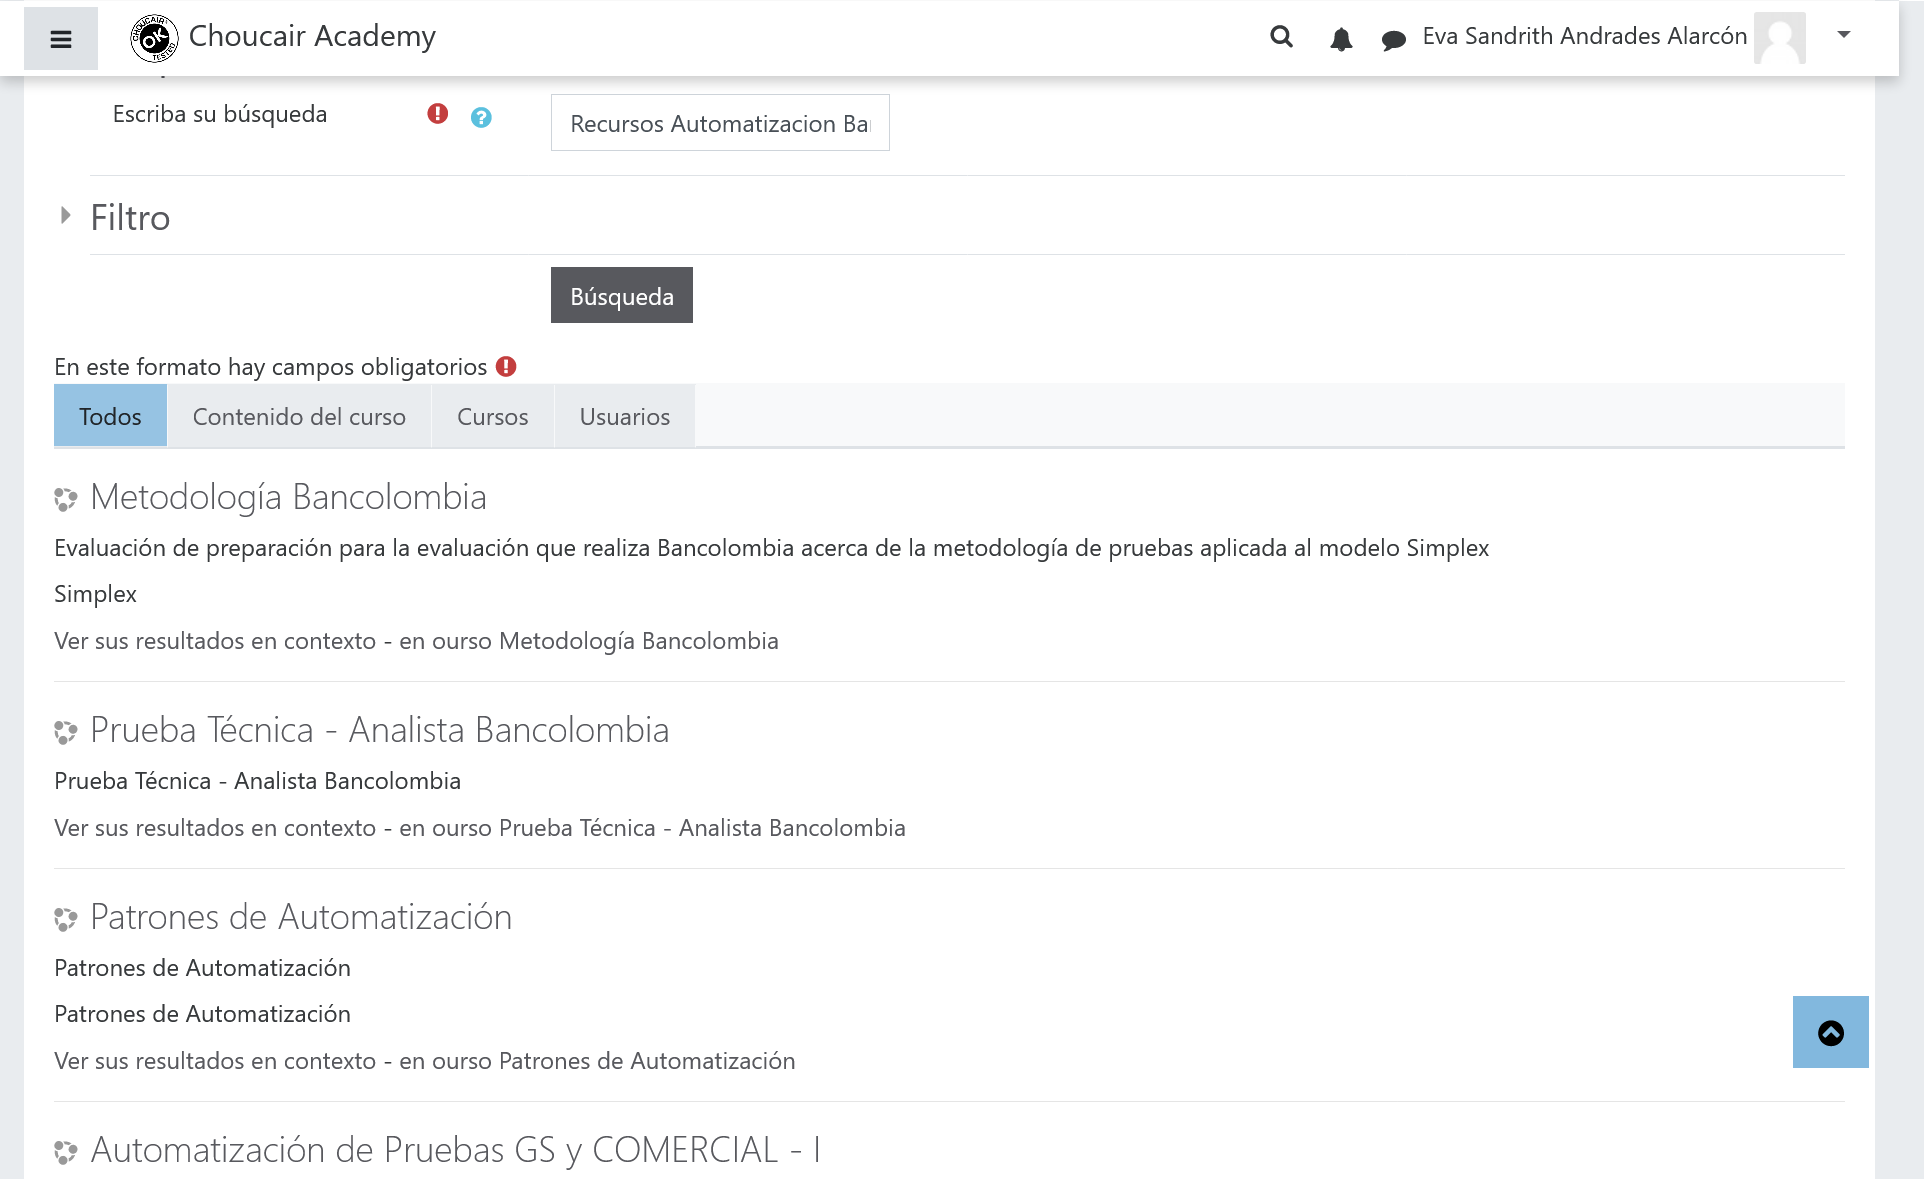 Choucair Academy
Eva Sandrith Andrades Alarcón
Escriba su búsqueda
Recursos Automatizacion
Filtro
Búsqueda
En este formato hay campos obligatorios
Todos
Contenido del curso
Cursos
Usuarios
Metodología Bancolombia
Evaluación de preparación para la evaluación que realiza Bancolombia acerca de la metodología de pruebas aplicada al modelo Simplex
Simplex
Ver sus resultados en contexto - en ourso Metodología Bancolombia
Prueba Técnica - Analista Bancolombia
Prueba Técnica - Analista Bancolombia
Ver sus resultados en contexto - en ourso Prueba Técnica - Analista Bancolombia
Patrones de Automatización
Patrones de Automatización
Patrones de Automatización
Ver sus resultados en contexto - en ourso Patrones de Automatización
Automatización de Pruebas GS y COMERCIAL - I